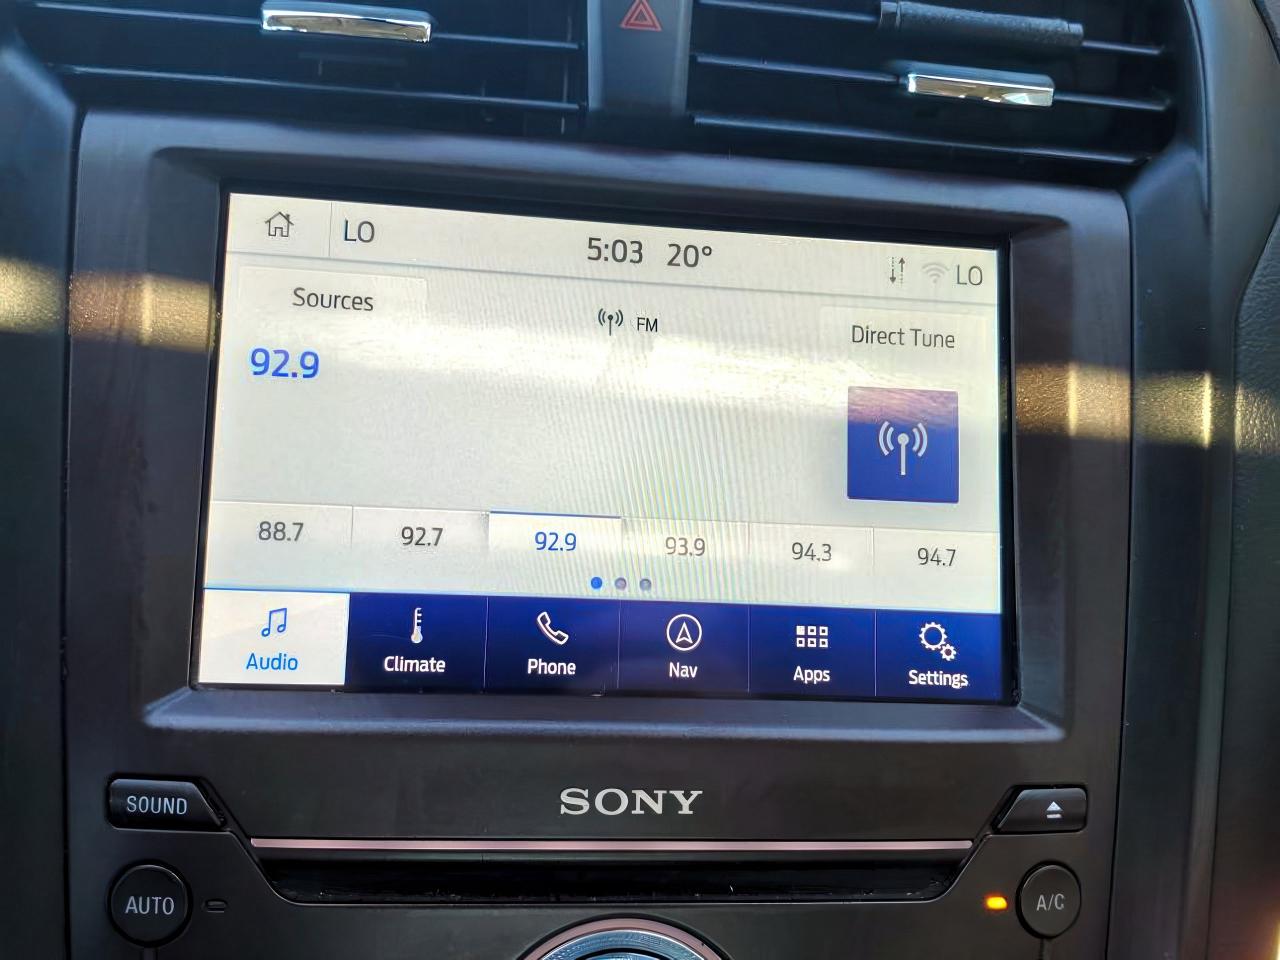 LO 5:03 20° LO
Sources FM Direct Tune
92.9
88.7 92.7 92.9 93.9 94.3 94.7
Audio Climate Phone Nav Apps Settings
SOUND SONY
AUTO A/C